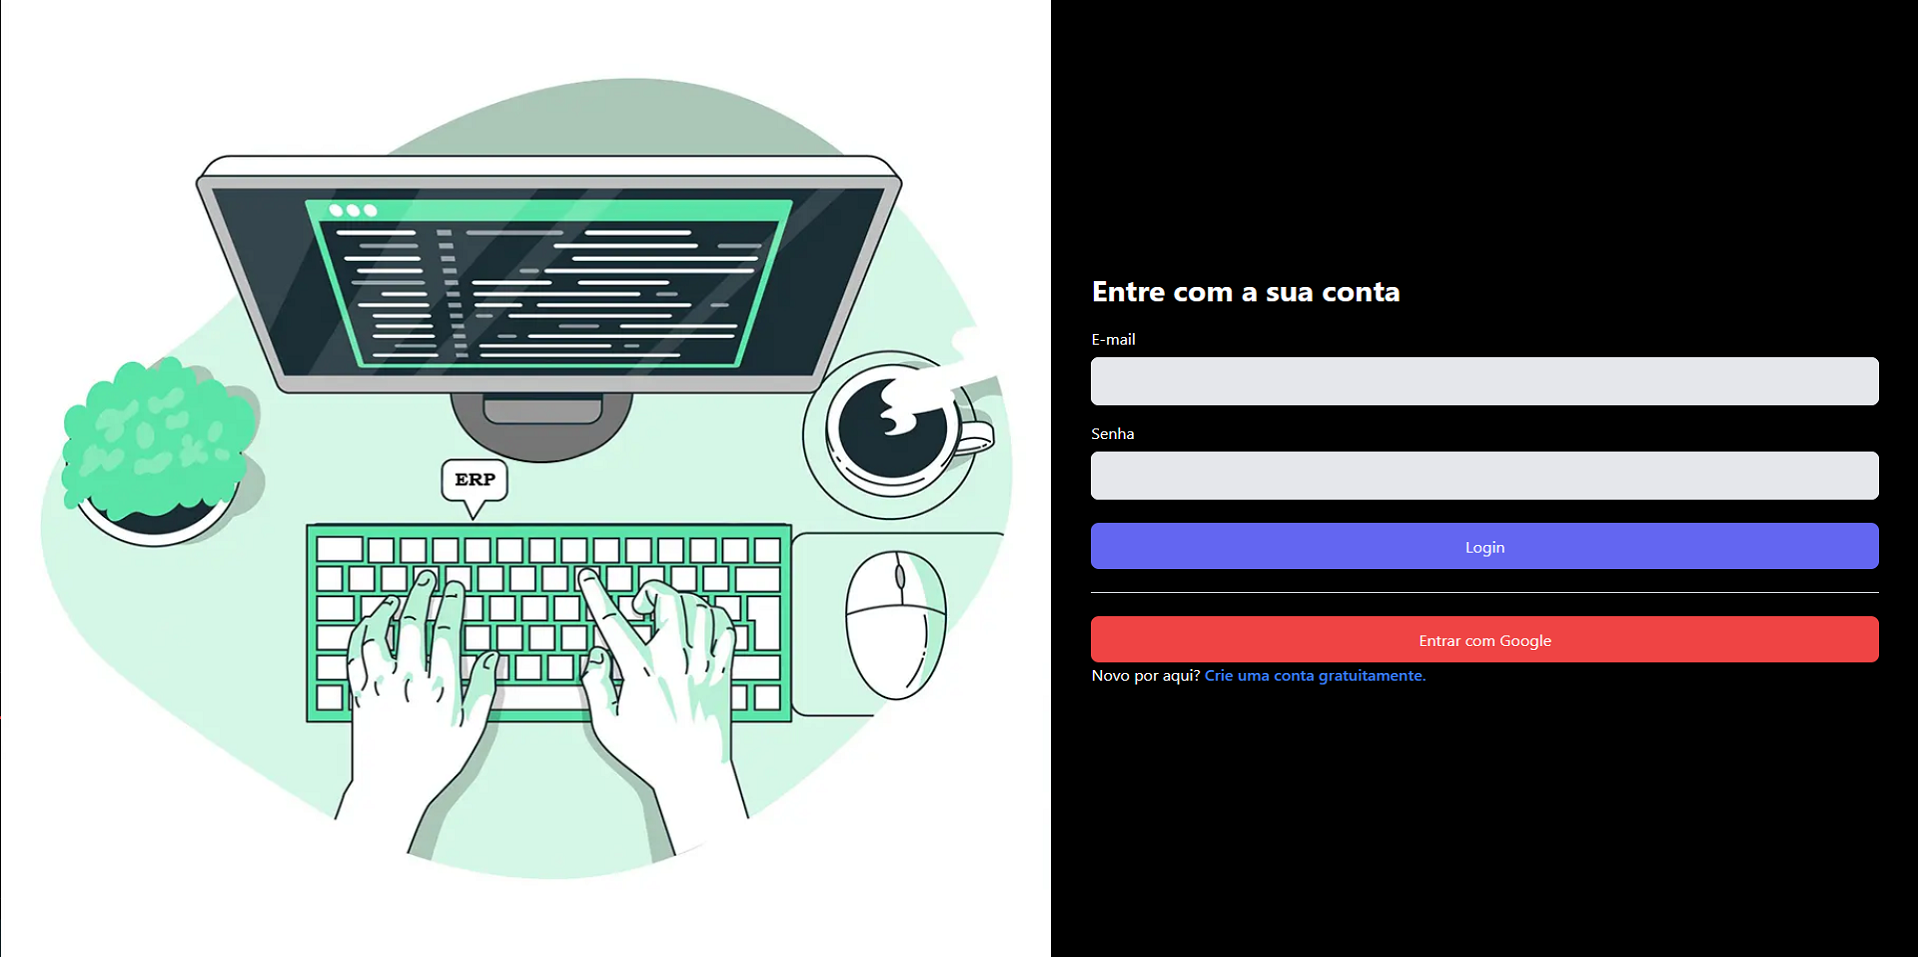 ERP
Entre com a sua conta
E-mail
Senha
Login
Entrar com Google
Novo por aqui? Crie uma conta gratuitamente.